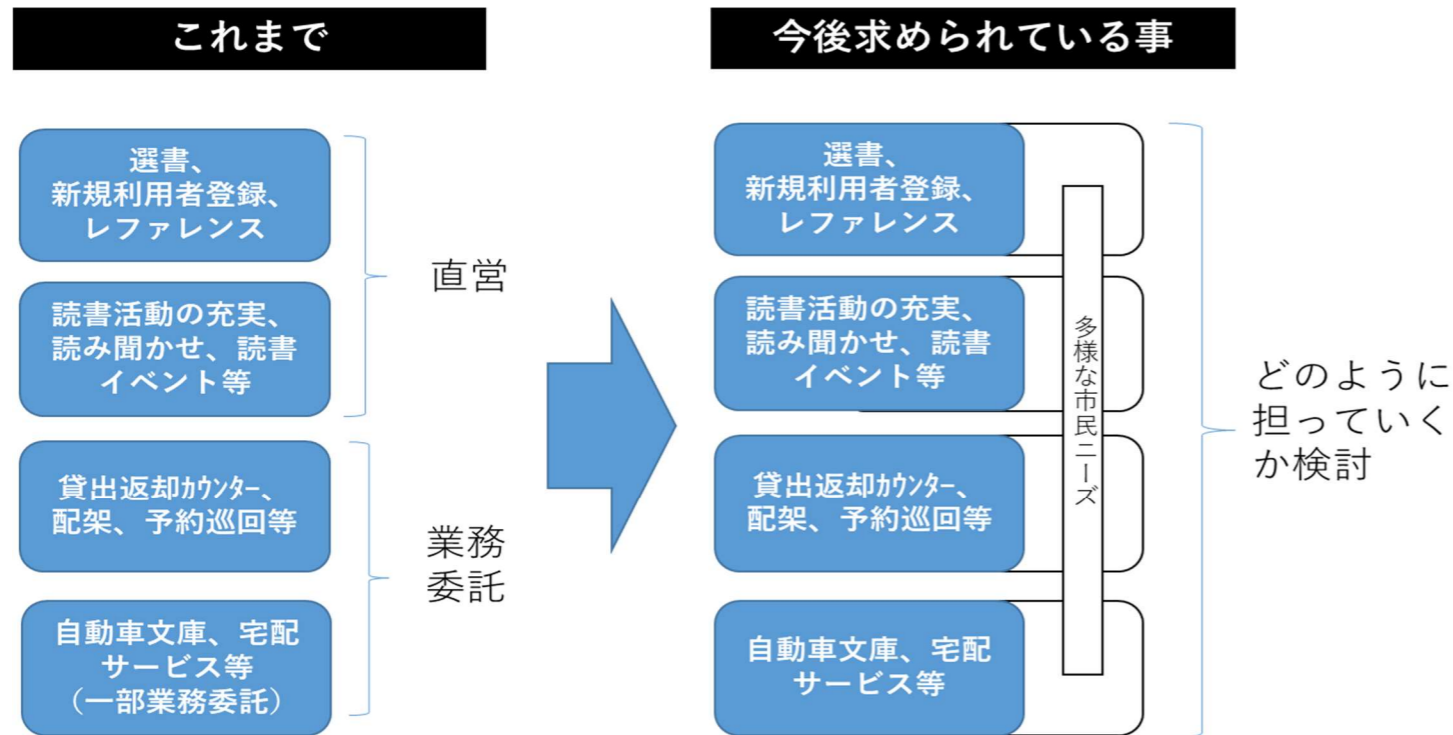 これまで
選書、
新規利用者登録、
レファレンス
読書活動の充実、
読み聞かせ、読書
イベント等
直営
貸出返却ｶｳﾝﾀｰ、
配架、予約巡回等
自動車文庫、宅配
サービス等
（一部業務委託）
業務
委託
今後求められている事
選書、
新規利用者登録、
レファレンス
読書活動の充実、
読み聞かせ、読書
イベント等
貸出返却ｶｳﾝﾀｰ、
配架、予約巡回等
自動車文庫、宅配
サービス等
多様な市民ニーズ
どのように
担っていく
か検討